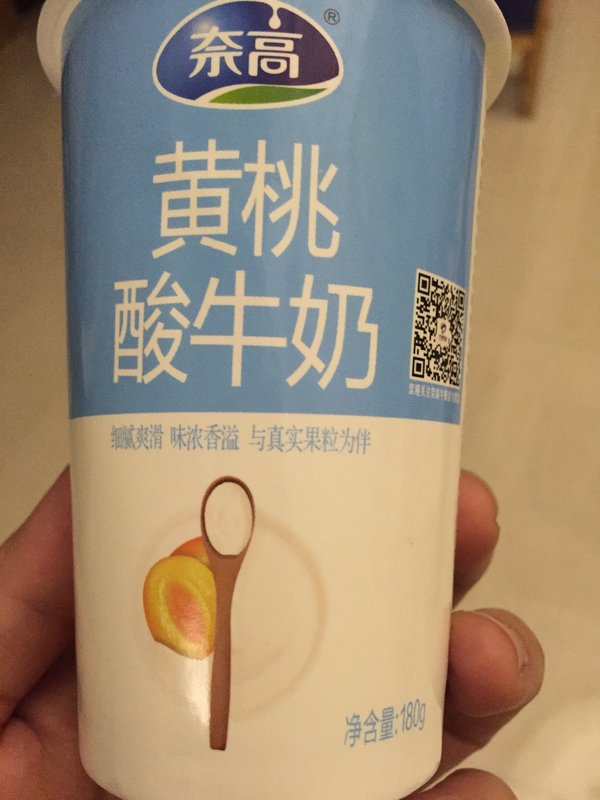 奈高
®
黄桃
酸牛奶
细腻爽滑 味浓香溢 与真实果粒为伴
净含量:180g